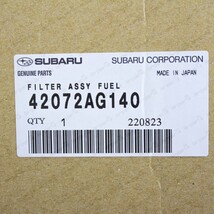 SUBARU SUBARU CORPORATION
GENUINE PARTS MADE IN JAPAN
FILTER ASSY FUEL
42072AG140
QTY 1 220823